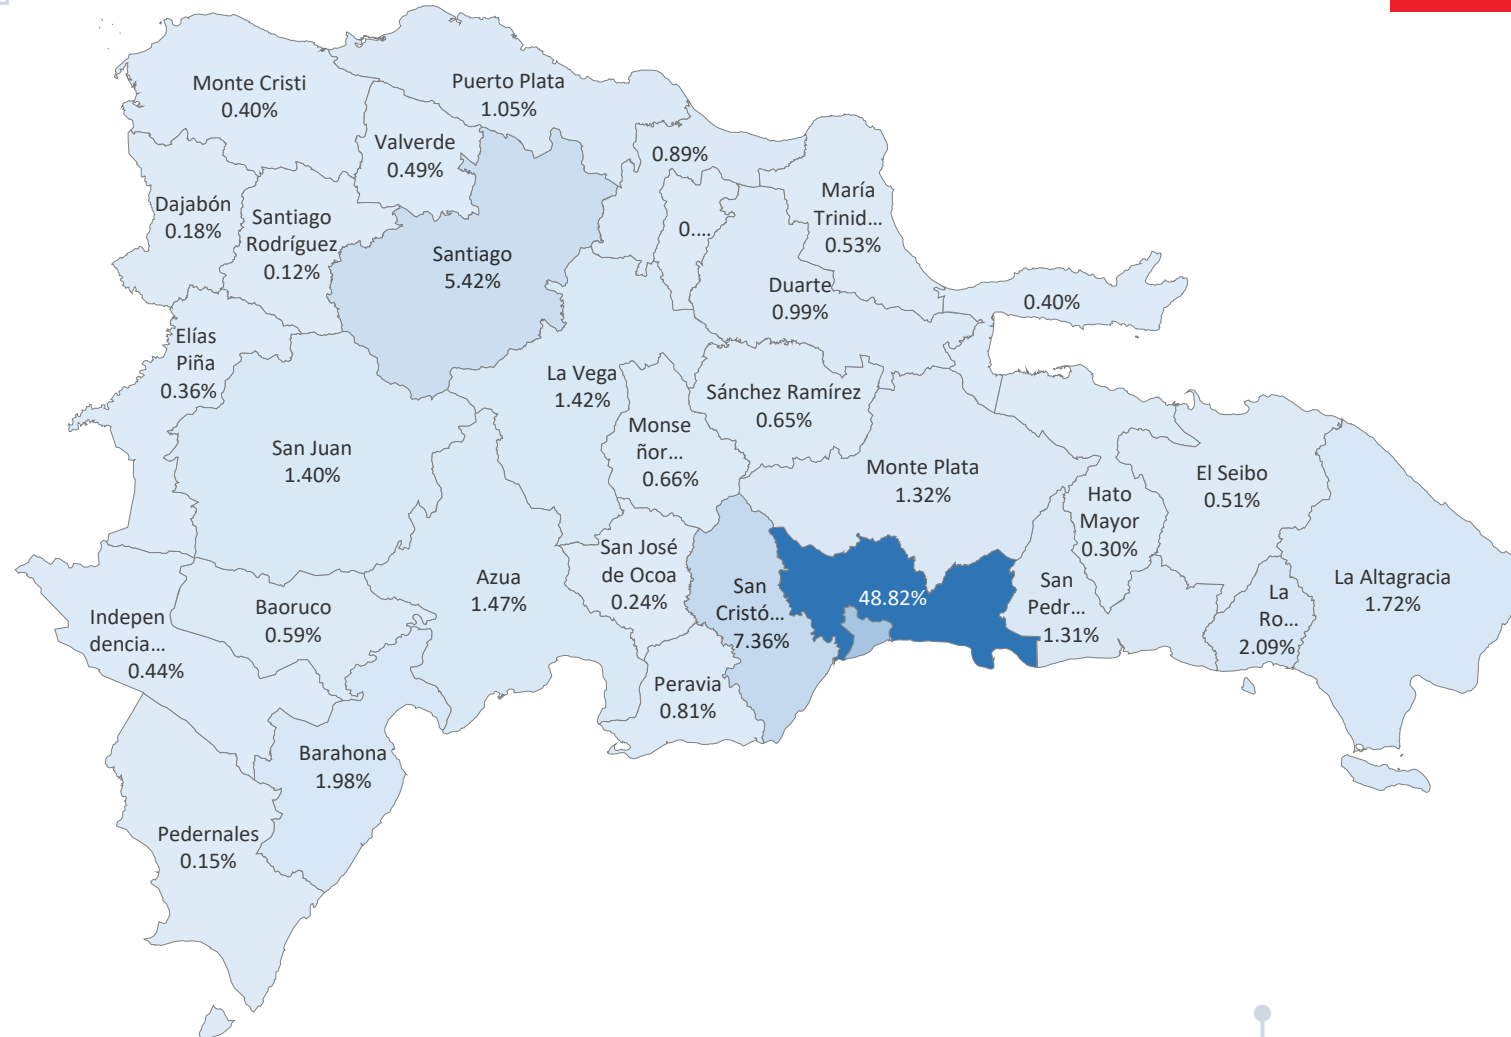 Monte Cristi
0.40%
Puerto Plata
1.05%
Valverde
0.49%
0.89%
María
Trinid...
0.53%
Dajabón
0.18%
Santiago
Rodríguez
0.12%
Santiago
5.42%
0....
Duarte
0.99%
0.40%
Elías
Piña
0.36%
La Vega
1.42%
Sánchez Ramírez
0.65%
San Juan
1.40%
Monse
ñor...
0.66%
Monte Plata
1.32%
El Seibo
0.51%
Hato
Mayor
0.30%
San José
de Ocoa
0.24%
Azua
1.47%
San
Cristó...
7.36%
48.82%
San
Pedr...
1.31%
La
Ro...
2.09%
La Altagracia
1.72%
Baoruco
0.59%
Indepen
dencia...
0.44%
Peravia
0.81%
Barahona
1.98%
Pedernales
0.15%